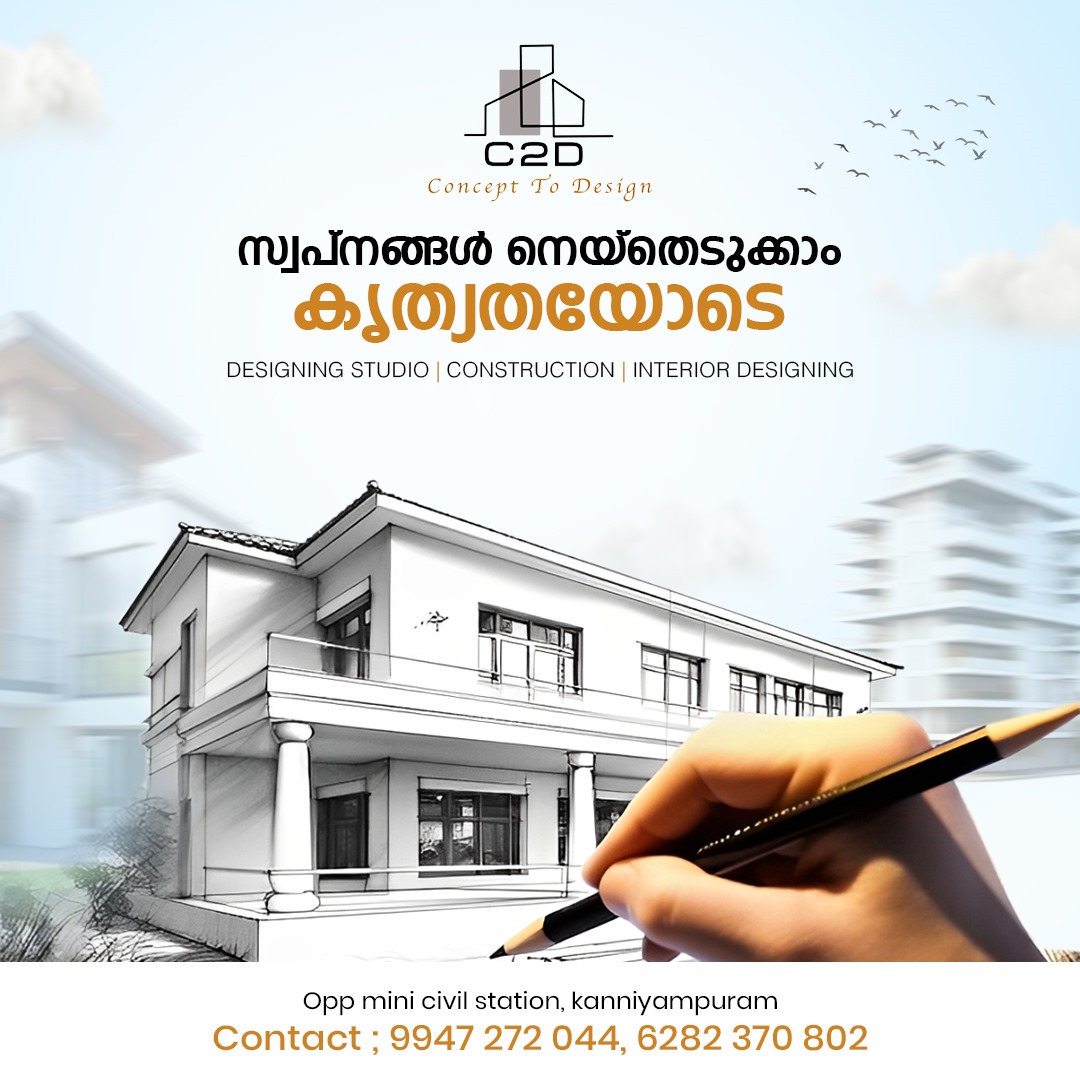 C2D
Concept To Design
സ്വപ്നങ്ങൾ നെയ്തെടുക്കാം
കൃത്യതയോടെ
DESIGNING STUDIO | CONSTRUCTION | INTERIOR DESIGNING
Opp mini civil station, kanniyampuram
Contact ; 9947 272 044, 6282 370 802